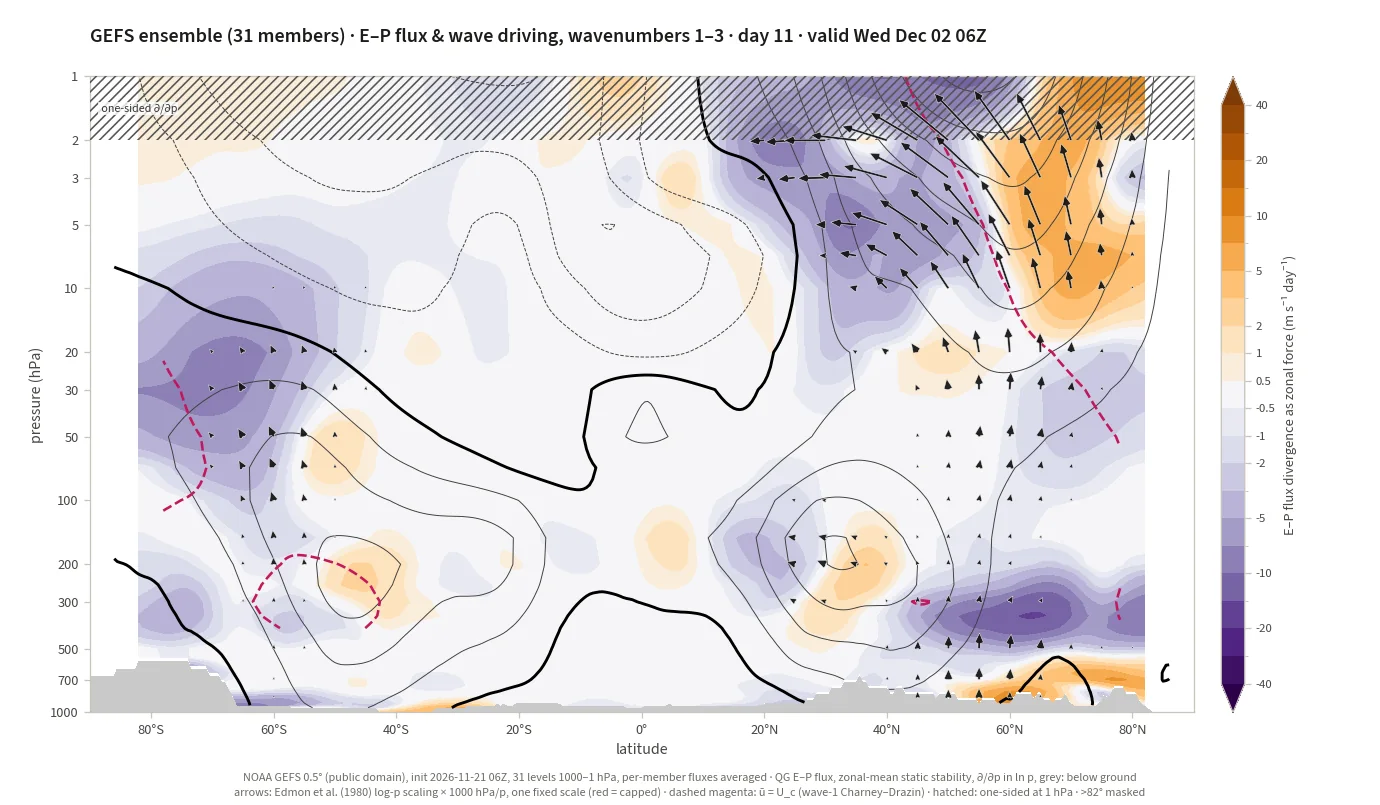 GEFS ensemble (31 members) · E–P flux & wave driving, wavenumbers 1–3 · day 11 · valid Wed Dec 02 06Z
one-sided ∂/∂p
pressure (hPa)
1
2
3
5
10
20
30
50
100
200
300
500
700
1000
80°S
60°S
40°S
20°S
0°
20°N
40°N
60°N
80°N
latitude
40
20
10
5
2
1
0.5
-0.5
-1
-2
-5
-10
-20
-40
E–P flux divergence as zonal force (m s⁻¹ day⁻¹)
NOAA GEFS 0.5° (public domain), init 2026-11-21 06Z, 31 levels 1000–1 hPa, per-member fluxes averaged · QG E–P flux, zonal-mean static stability, ∂/∂p in ln p, grey: below ground
arrows: Edmon et al. (1980) log-p scaling × 1000 hPa/p, one fixed scale (red = capped) · dashed magenta: ū = U_c (wave-1 Charney–Drazin) · hatched: one-sided at 1 hPa · >82° masked